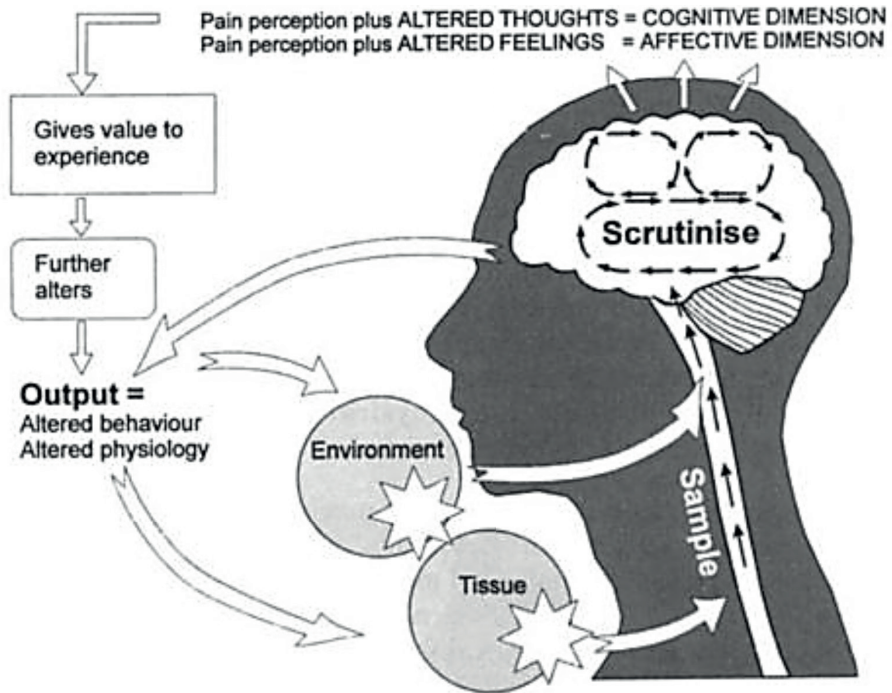 Pain perception plus ALTERED THOUGHTS = COGNITIVE DIMENSION
Pain perception plus ALTERED FEELINGS = AFFECTIVE DIMENSION
Gives value to
experience
Further
alters
Output =
Altered behaviour
Altered physiology
Scrutinise
Environment
Tissue
Sample